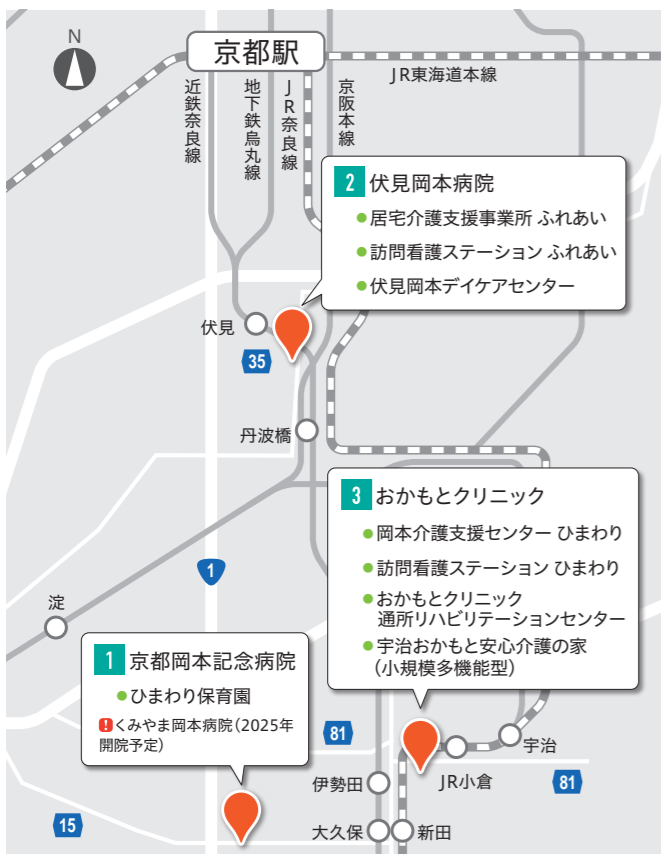 N
京都駅
JR東海道本線
近鉄奈良線
地下鉄烏丸線
JR奈良線
京阪本線
2 伏見岡本病院
●居宅介護支援事業所 ふれあい
●訪問看護ステーション ふれあい
●伏見岡本デイケアセンター
伏見
35
丹波橋
3 おかもとクリニック
●岡本介護支援センター ひまわり
●訪問看護ステーション ひまわり
●おかもとクリニック
通所リハビリテーションセンター
●宇治おかもと安心介護の家
(小規模多機能型)
1
淀
1 京都岡本記念病院
●ひまわり保育園
!くみやま岡本病院(2025年
開院予定)
81
宇治
伊勢田
JR小倉
81
15
大久保
新田